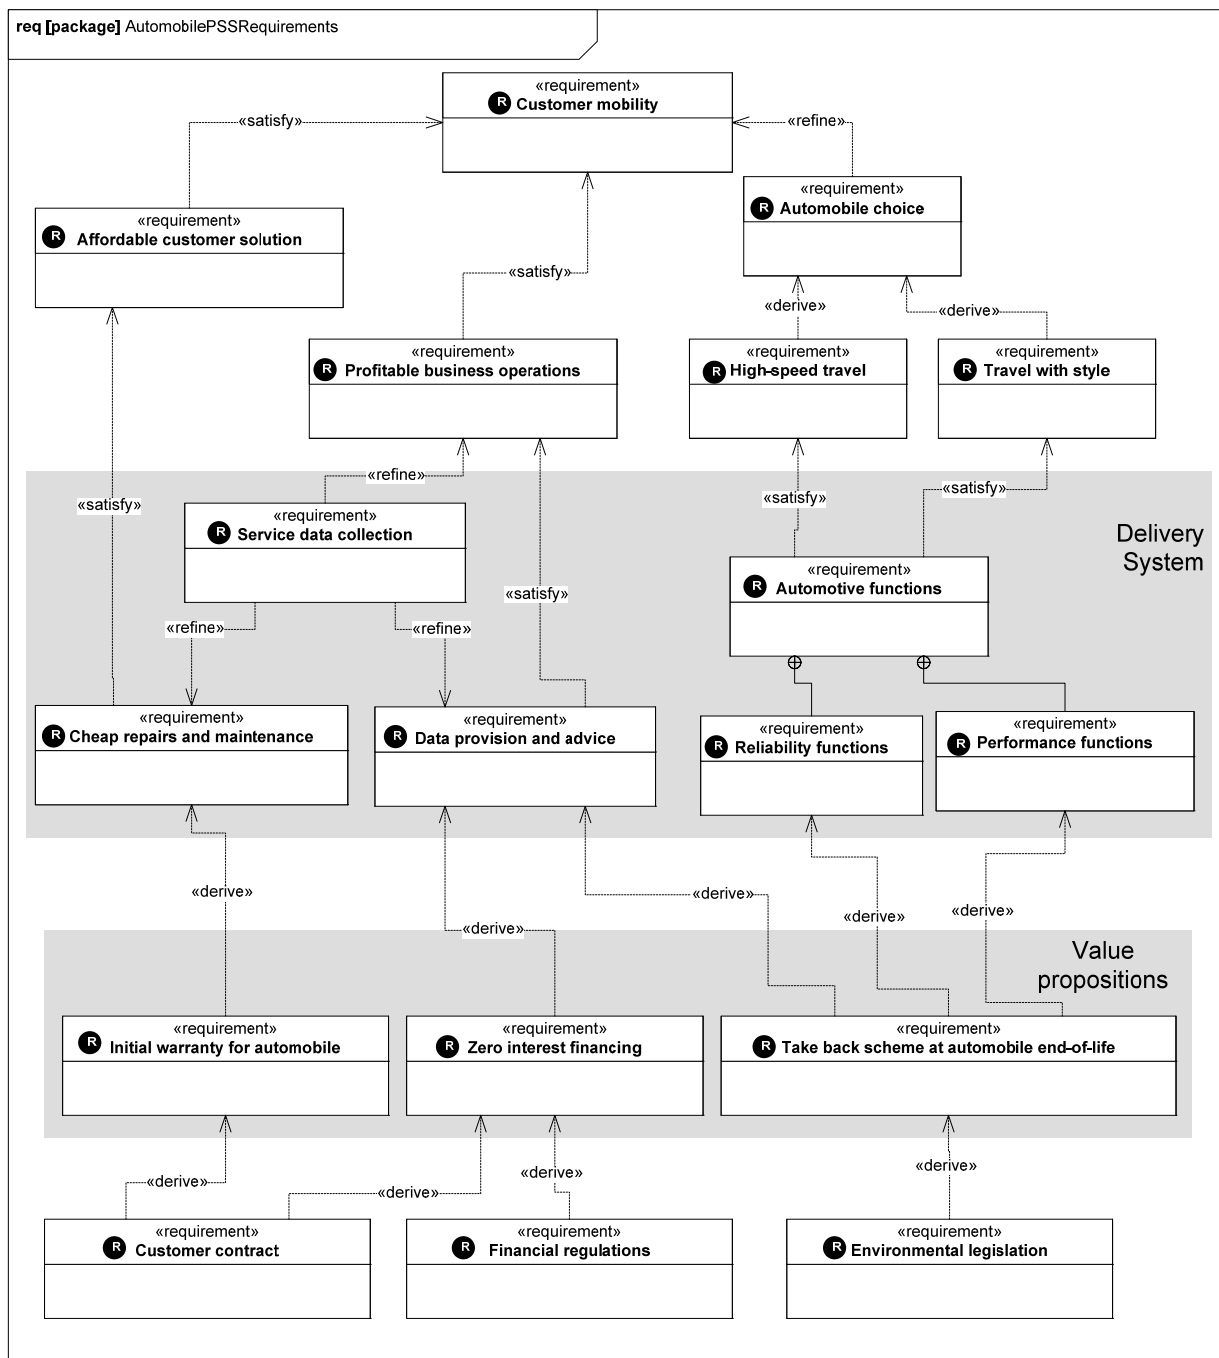 req [package] AutomobilePSSRequirements
«requirement»
R Customer mobility
«satisfy»
«refine»
«requirement»
R Automobile choice
«requirement»
R Affordable customer solution
«satisfy»
«derive»
«derive»
«requirement»
R Profitable business operations
«requirement»
R High-speed travel
«requirement»
R Travel with style
«refine»
«satisfy»
«satisfy»
«satisfy»
«requirement»
R Service data collection
Delivery
System
«requirement»
R Automotive functions
«satisfy»
«refine»
«refine»
«requirement»
R Cheap repairs and maintenance
«requirement»
R Data provision and advice
«requirement»
R Reliability functions
«requirement»
R Performance functions
«derive»
«derive»
«derive»
«derive»
«derive»
Value
propositions
«requirement»
R Initial warranty for automobile
«requirement»
R Zero interest financing
«requirement»
R Take back scheme at automobile end-of-life
«derive»
«derive»
«derive»
«derive»
«requirement»
R Customer contract
«requirement»
R Financial regulations
«requirement»
R Environmental legislation